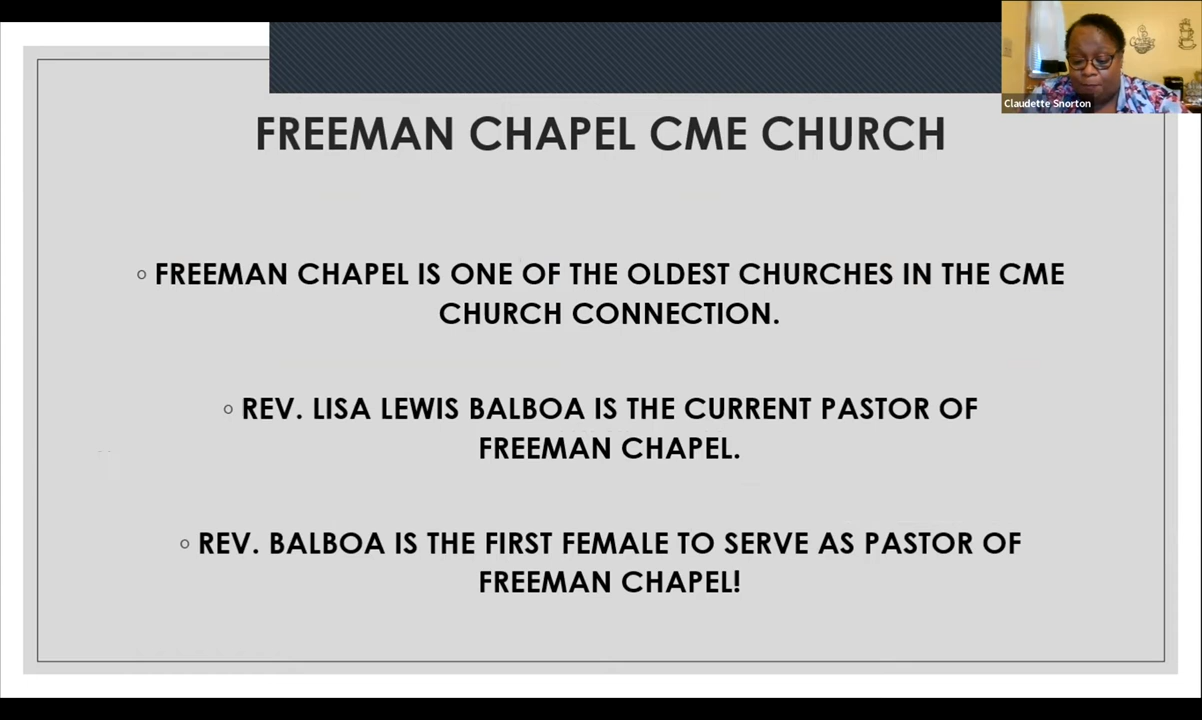 Claudette Snorton
FREEMAN CHAPEL CME CHURCH
◦ FREEMAN CHAPEL IS ONE OF THE OLDEST CHURCHES IN THE CME
CHURCH CONNECTION.
◦ REV. LISA LEWIS BALBOA IS THE CURRENT PASTOR OF
FREEMAN CHAPEL.
◦ REV. BALBOA IS THE FIRST FEMALE TO SERVE AS PASTOR OF
FREEMAN CHAPEL!